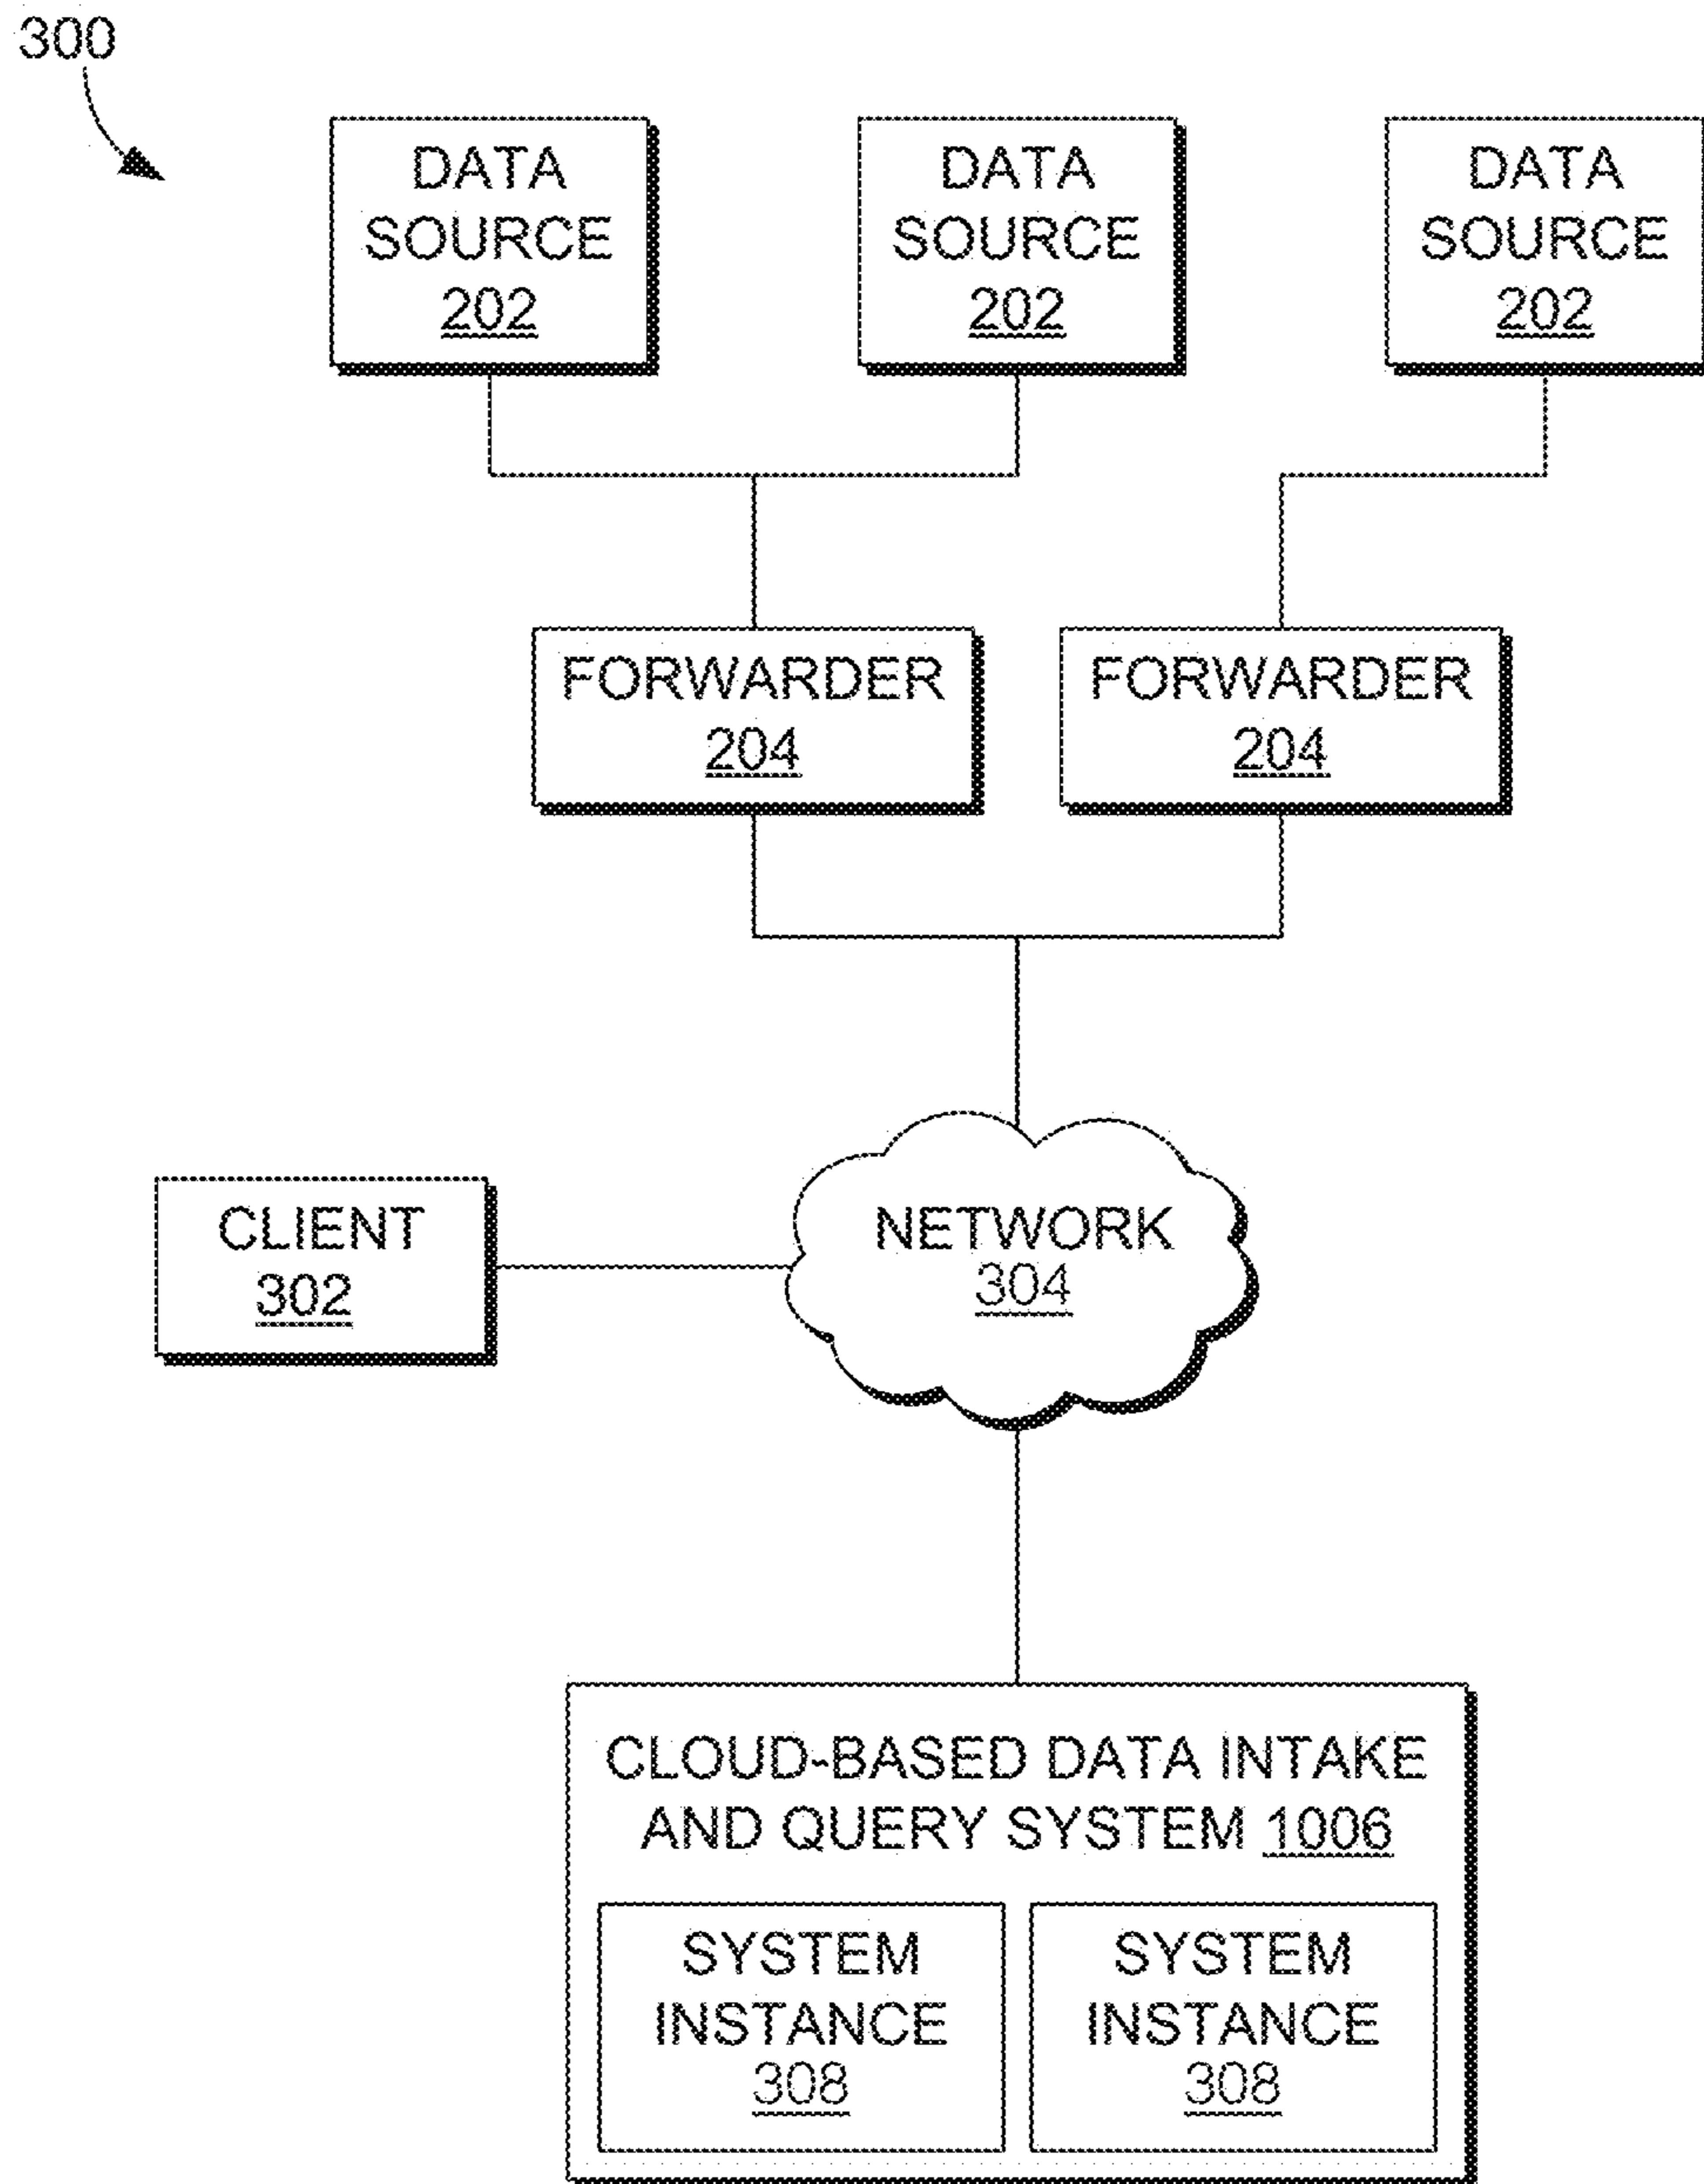 300
DATA
SOURCE
202
DATA
SOURCE
202
DATA
SOURCE
202
FORWARDER
204
FORWARDER
204
CLIENT
302
NETWORK
304
CLOUD-BASED DATA INTAKE
AND QUERY SYSTEM 1006
SYSTEM
INSTANCE
308
SYSTEM
INSTANCE
308